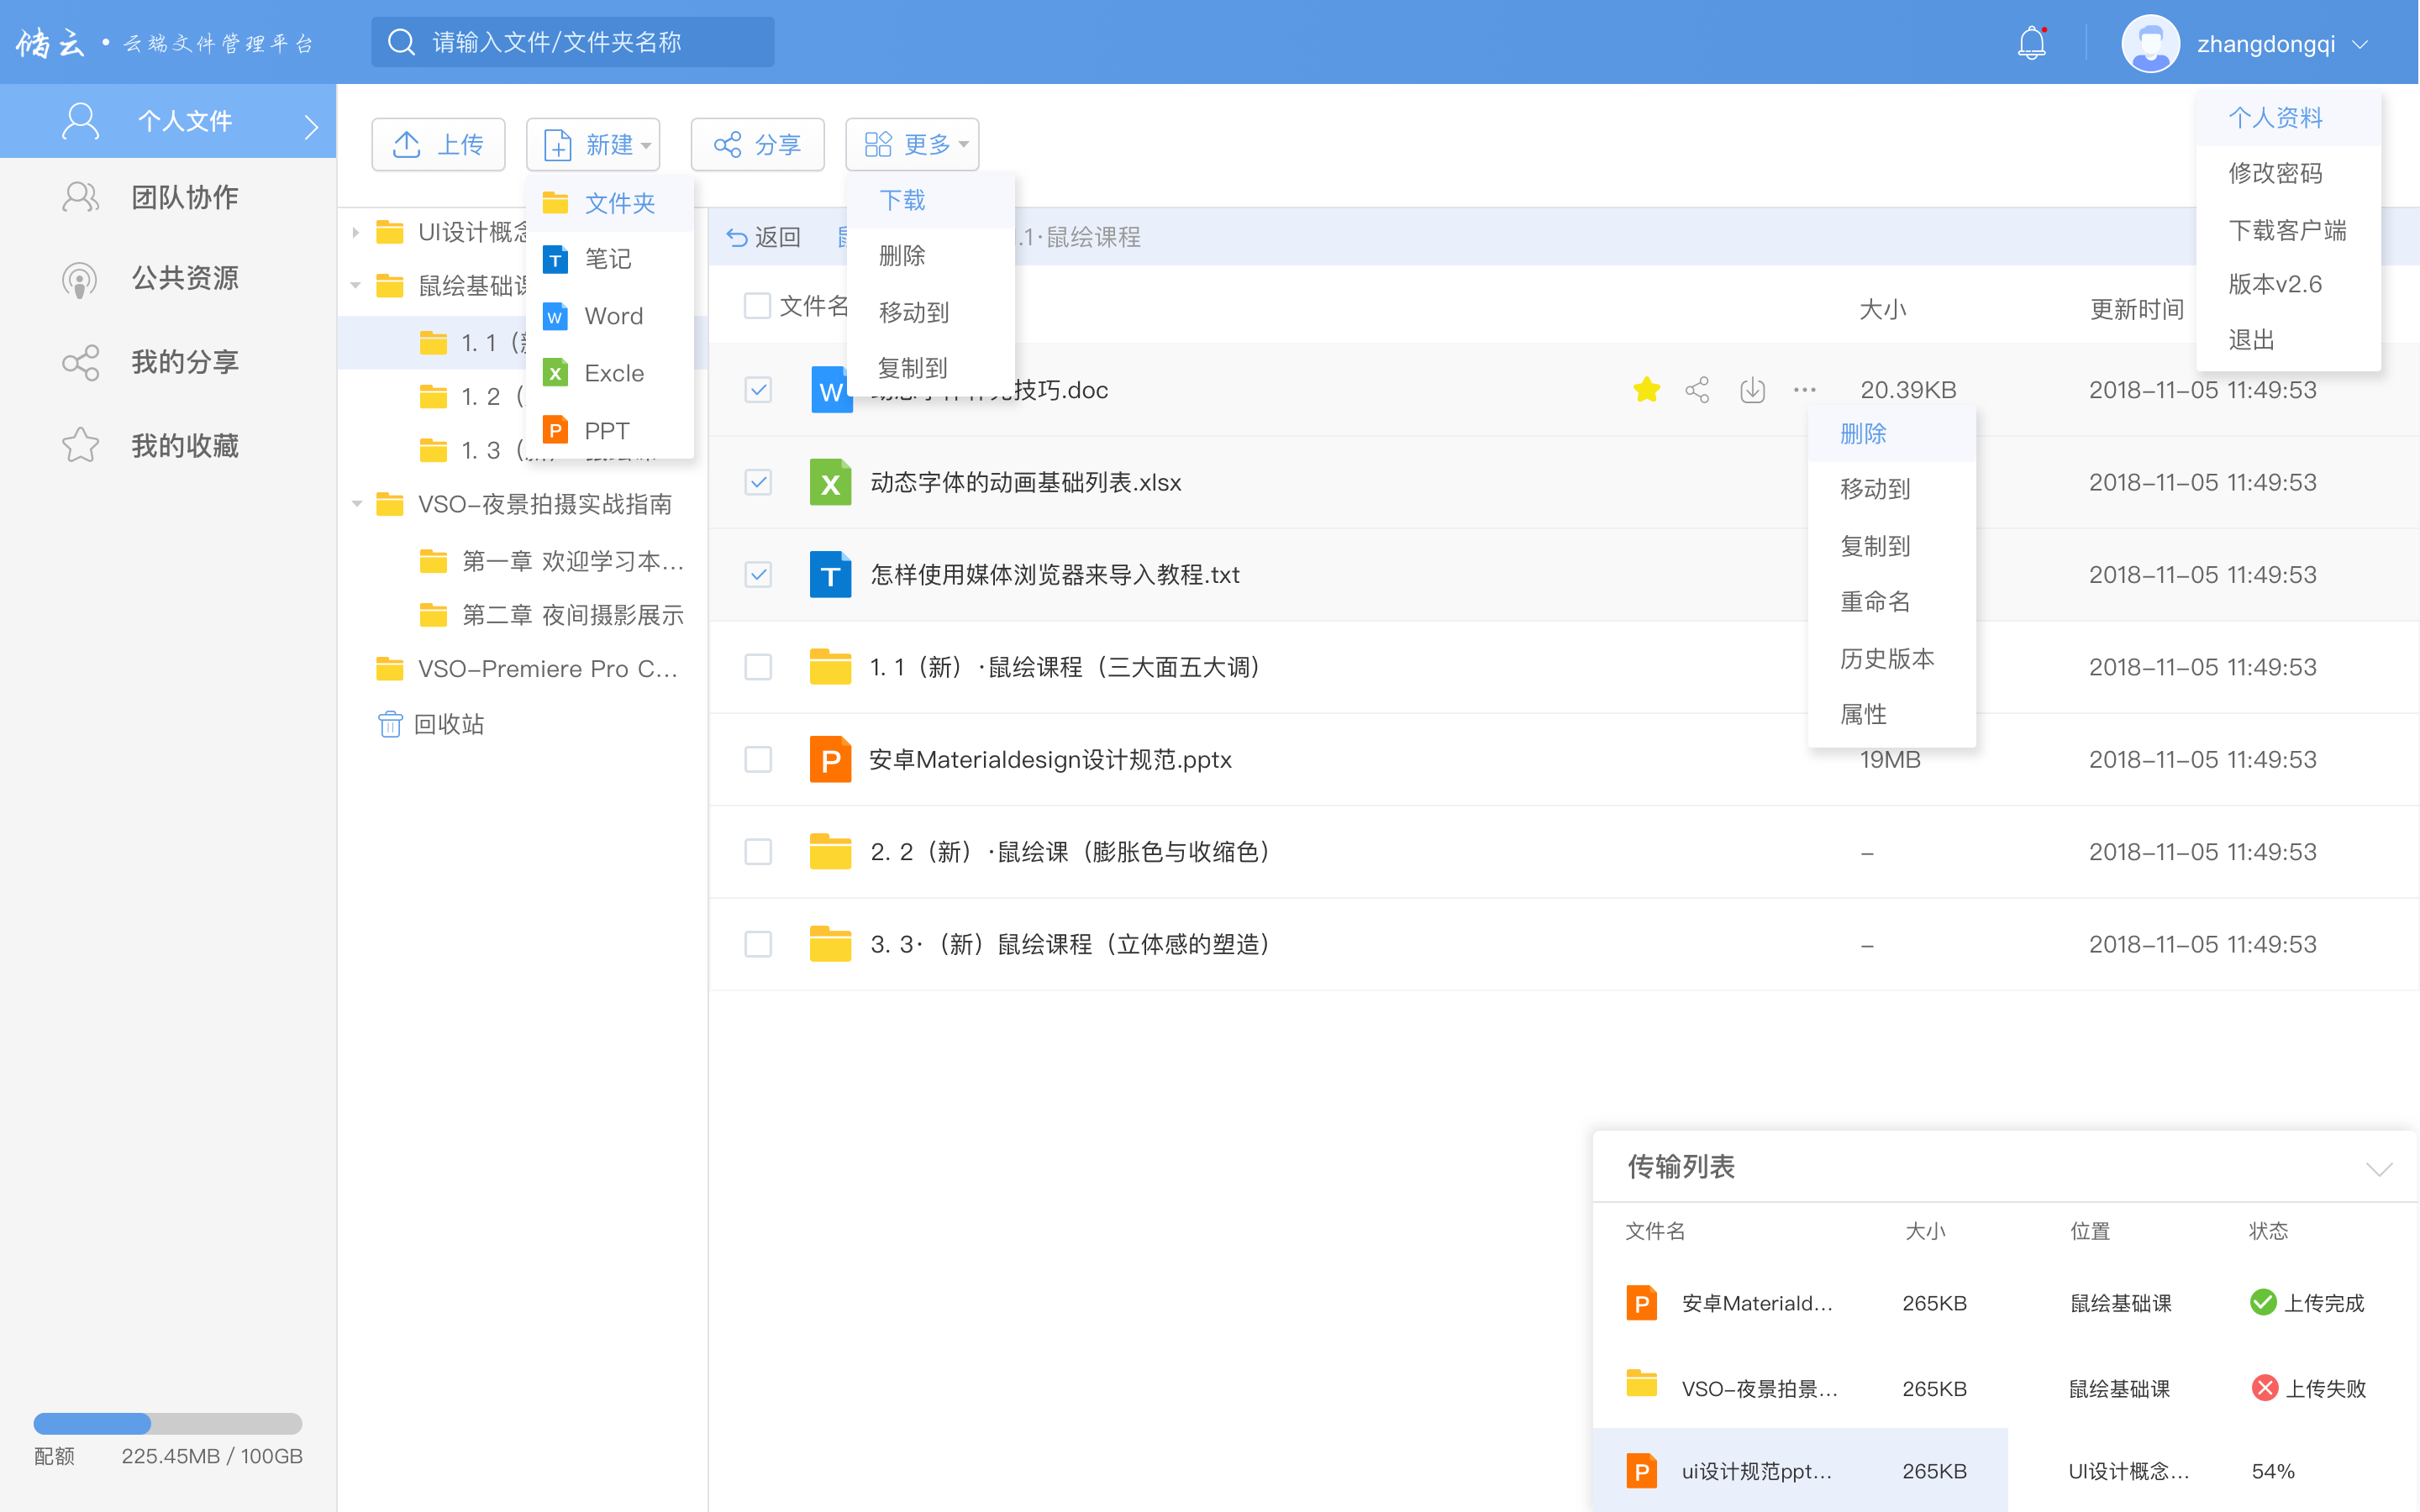 储云·云端文件管理平台
请输入文件/文件夹名称
zhangdongqi
个人文件
团队协作
公共资源
我的分享
我的收藏
配额 225.45MB / 100GB
上传
新建
分享
更多
文件夹
笔记
Word
Excle
PPT
下载
删除
移动到
复制到
个人资料
修改密码
下载客户端
版本v2.6
退出
UI设计概念
鼠绘基础课
1. 1（新
1. 2（
1. 3（
VSO-夜景拍摄实战指南
第一章 欢迎学习本...
第二章 夜间摄影展示
VSO-Premiere Pro C...
回收站
返回 .1·鼠绘课程
文件名 大小 更新时间
技巧.doc 20.39KB 2018-11-05 11:49:53
动态字体的动画基础列表.xlsx 2018-11-05 11:49:53
怎样使用媒体浏览器来导入教程.txt 2018-11-05 11:49:53
1. 1（新）·鼠绘课程（三大面五大调） 2018-11-05 11:49:53
安卓Materialdesign设计规范.pptx 19MB 2018-11-05 11:49:53
2. 2（新）·鼠绘课（膨胀色与收缩色） - 2018-11-05 11:49:53
3. 3·（新）鼠绘课程（立体感的塑造） - 2018-11-05 11:49:53
删除
移动到
复制到
重命名
历史版本
属性
传输列表
文件名 大小 位置 状态
安卓Materiald... 265KB 鼠绘基础课 上传完成
VSO-夜景拍景... 265KB 鼠绘基础课 上传失败
ui设计规范ppt... 265KB UI设计概念... 54%